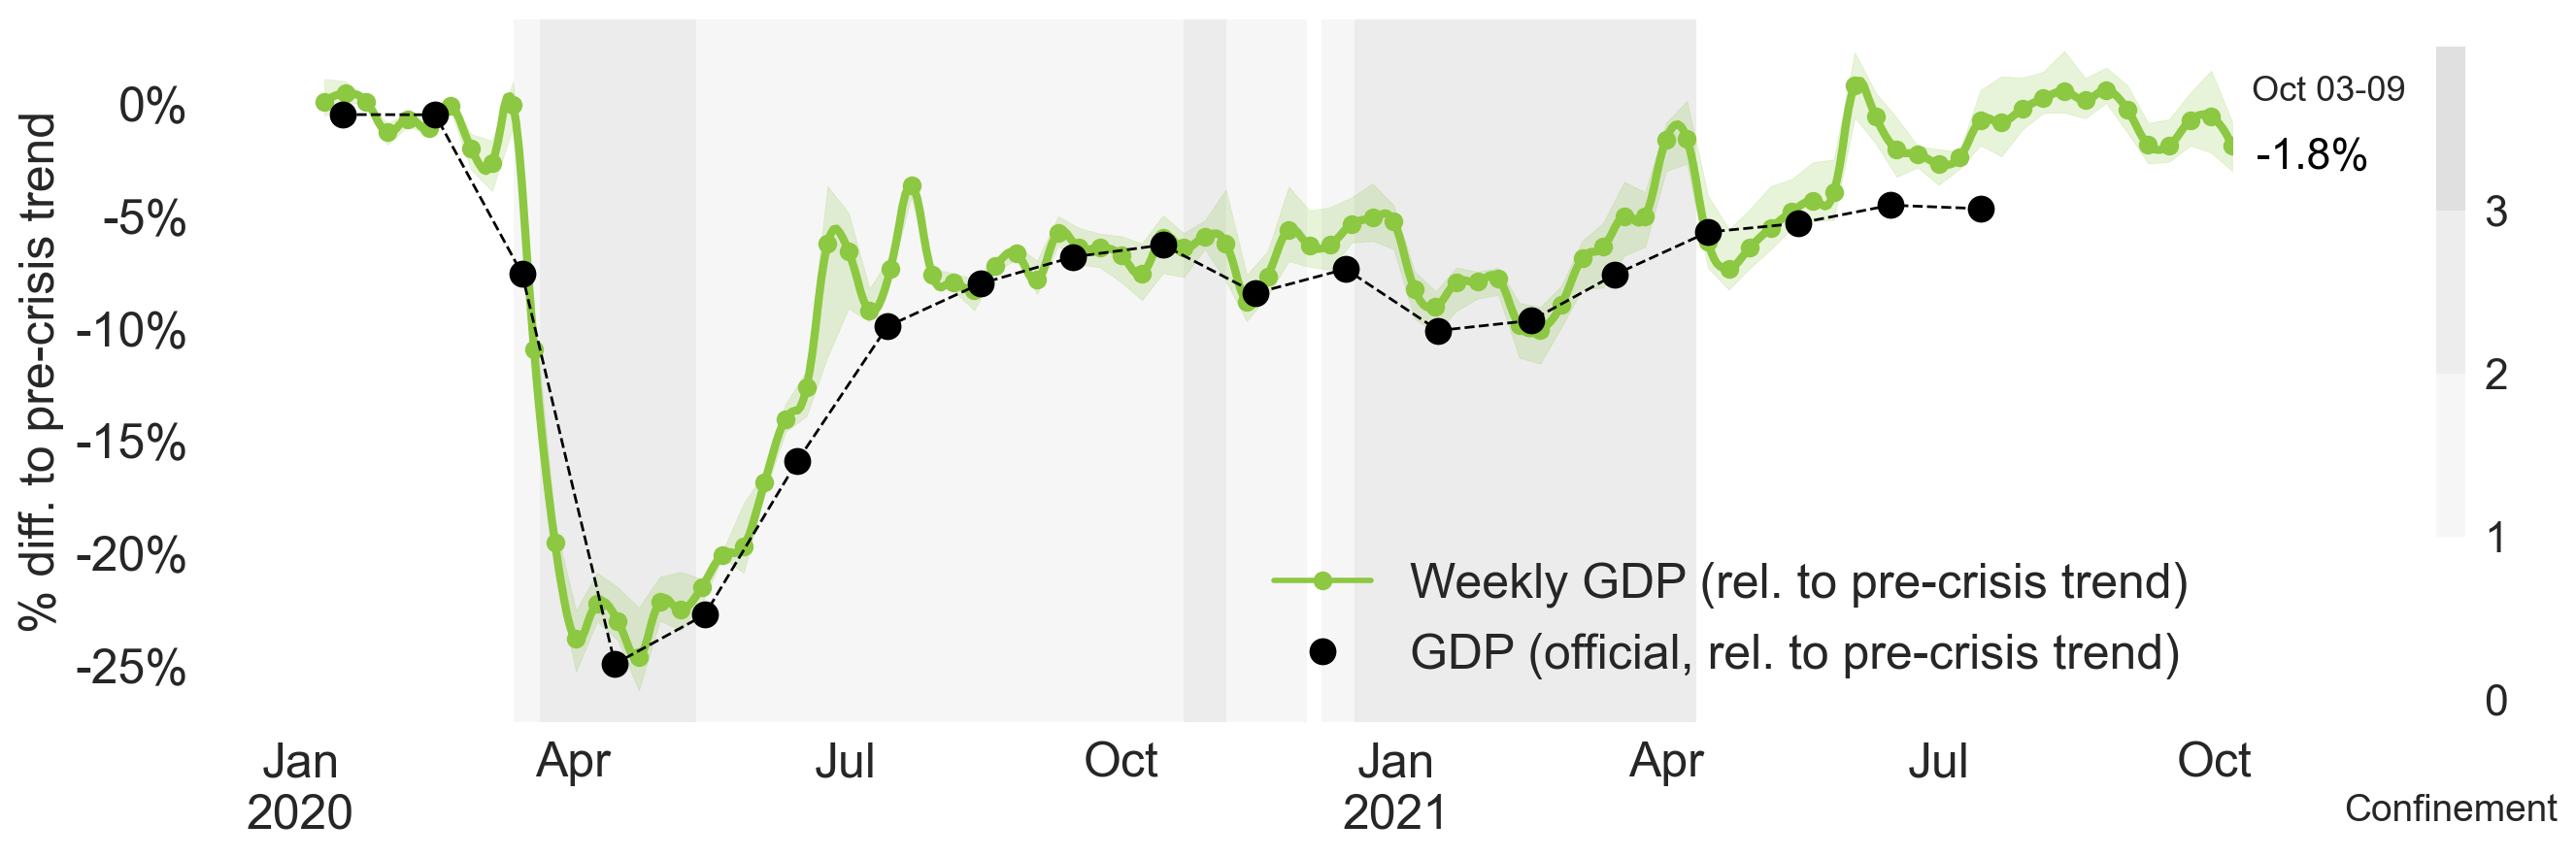 % diff. to pre-crisis trend
0%
-5%
-10%
-15%
-20%
-25%
Jan
2020
Apr
Jul
Oct
Jan
2021
Apr
Jul
Oct
Oct 03-09
-1.8%
Weekly GDP (rel. to pre-crisis trend)
GDP (official, rel. to pre-crisis trend)
3
2
1
0
Confinement